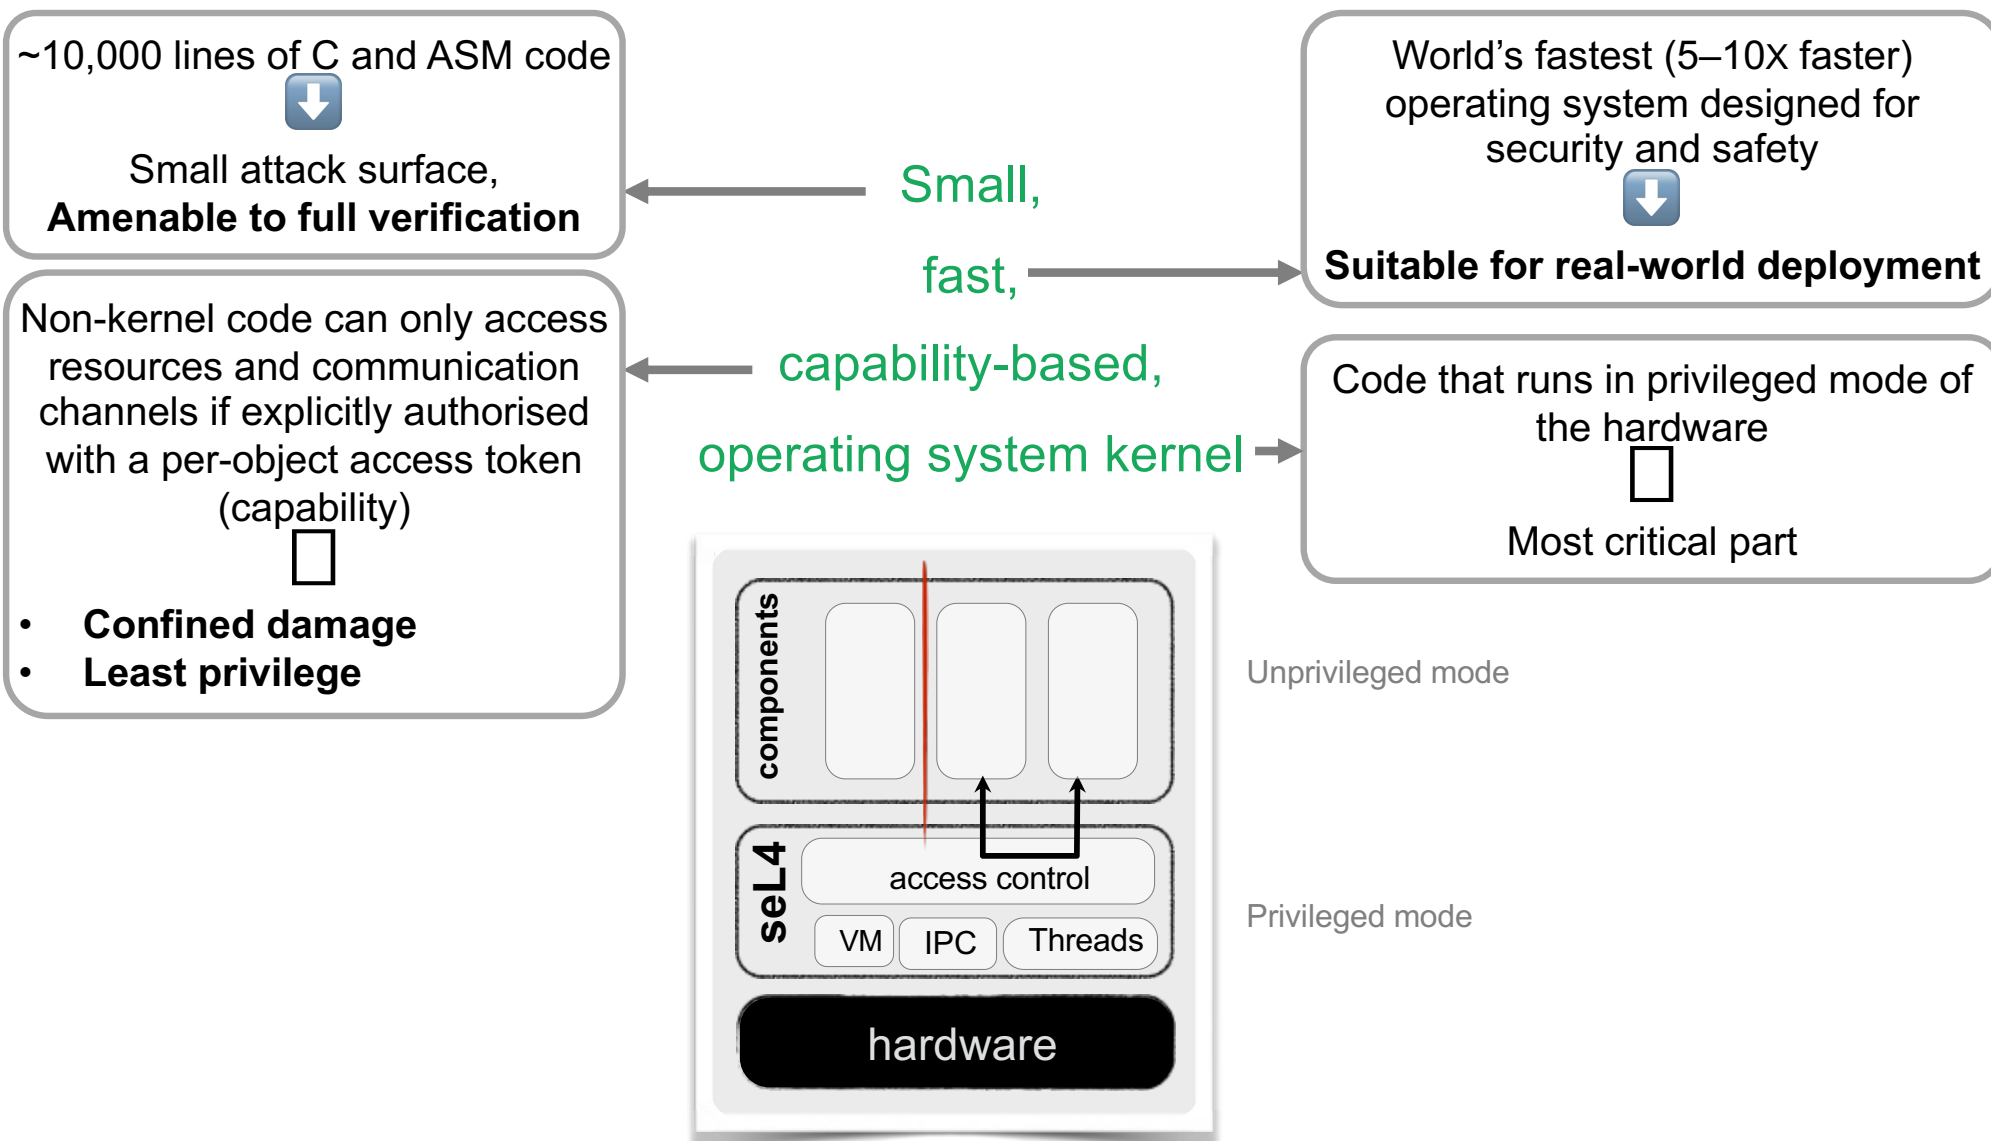 ~10,000 lines of C and ASM code
Small attack surface,
Amenable to full verification
Non-kernel code can only access
resources and communication
channels if explicitly authorised
with a per-object access token
(capability)
• Confined damage
• Least privilege
Small,
fast,
capability-based,
operating system kernel
World’s fastest (5–10X faster)
operating system designed for
security and safety
Suitable for real-world deployment
Code that runs in privileged mode of
the hardware
Most critical part
components
Unprivileged mode
seL4
access control
VM
IPC
Threads
Privileged mode
hardware